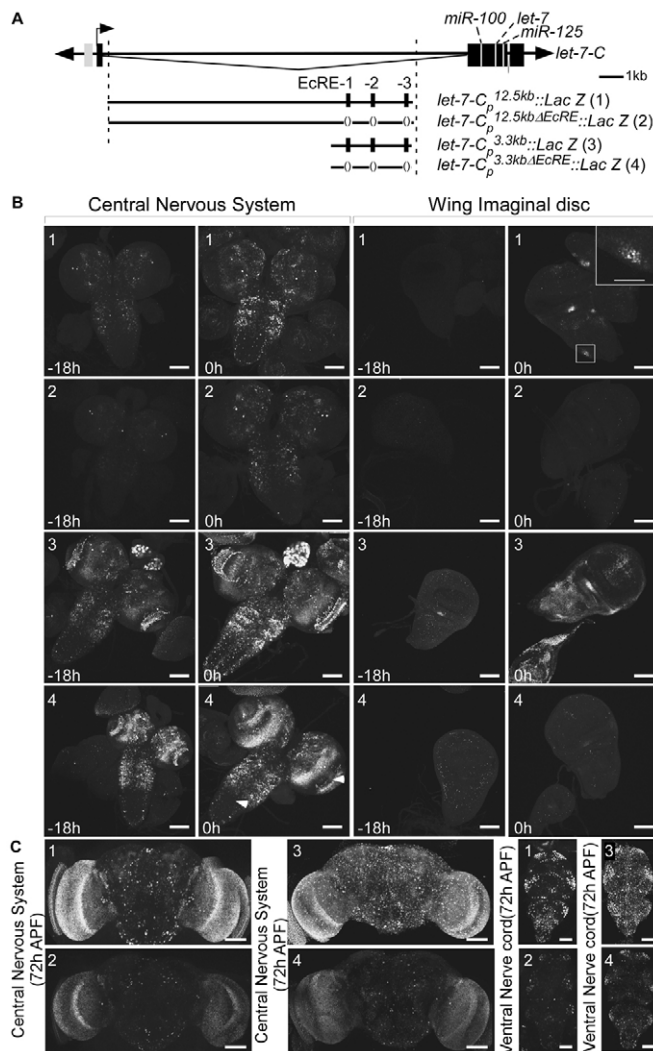 A
miR-100 let-7 miR-125
let-7-C
1kb
EcRE-1 -2 -3
let-7-Cp12.5kb::Lac Z (1)
let-7-Cp12.5kbΔEcRE::Lac Z (2)
let-7-Cp3.3kb::Lac Z (3)
let-7-Cp3.3kbΔEcRE::Lac Z (4)
B
Central Nervous System
Wing Imaginal disc
1
-18h
1
0h
1
-18h
1
0h
2
-18h
2
0h
2
-18h
2
0h
3
-18h
3
0h
3
-18h
3
0h
4
-18h
4
0h
4
-18h
4
0h
C
Central Nervous System
(72h APF)
1
2
Central Nervous System
(72h APF)
3
4
Ventral Nerve cord(72h APF)
1
2
Ventral Nerve cord(72h APF)
3
4